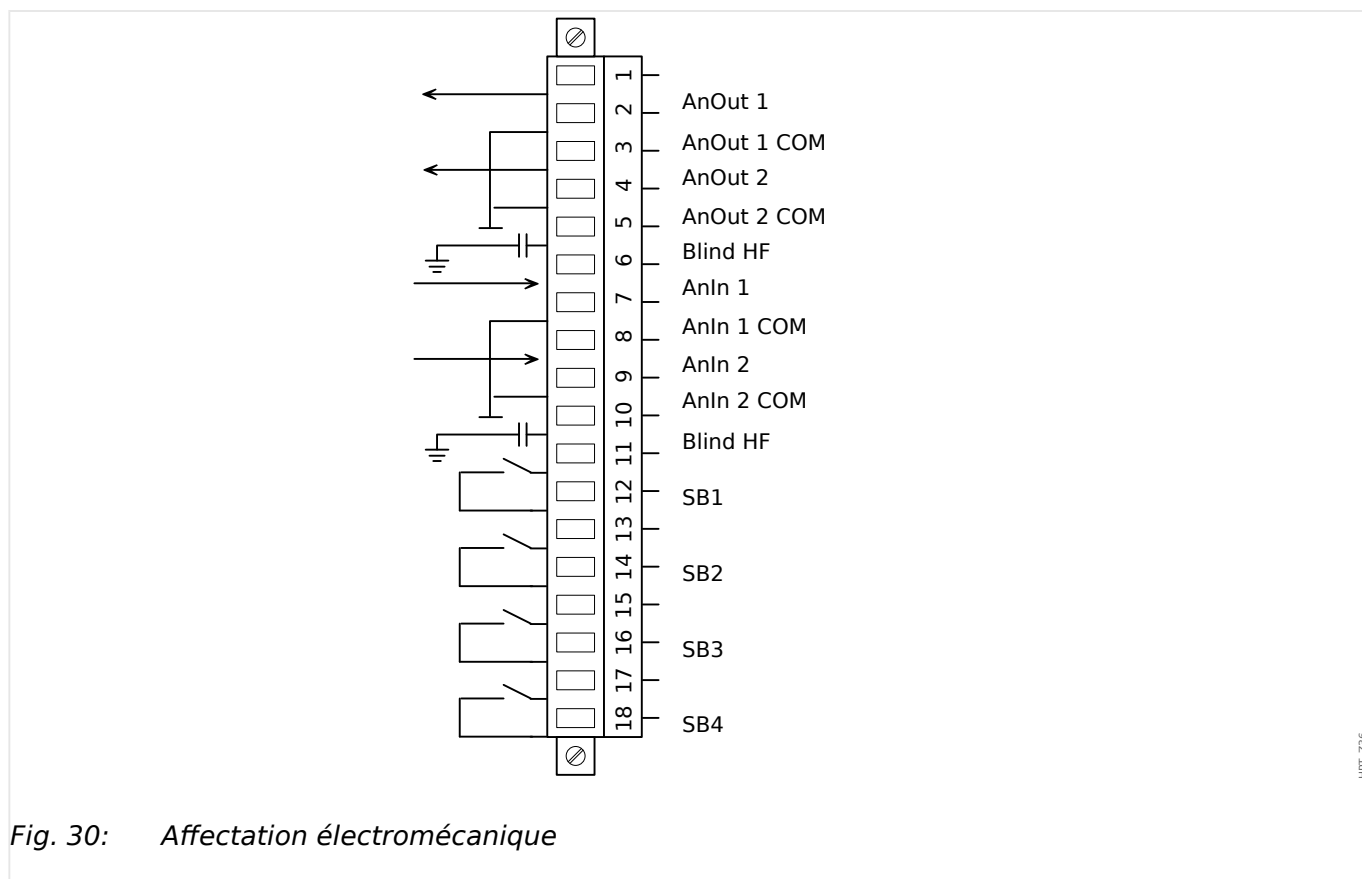 1
2
AnOut 1
3
AnOut 1 COM
AnOut 2
4
AnOut 2 COM
5
Blind HF
6
AnIn 1
7
AnIn 1 COM
8
AnIn 2
9
AnIn 2 COM
10
Blind HF
11
12
SB1
13
14
SB2
15
16
SB3
17
18
SB4
Fig. 30: Affectation électromécanique